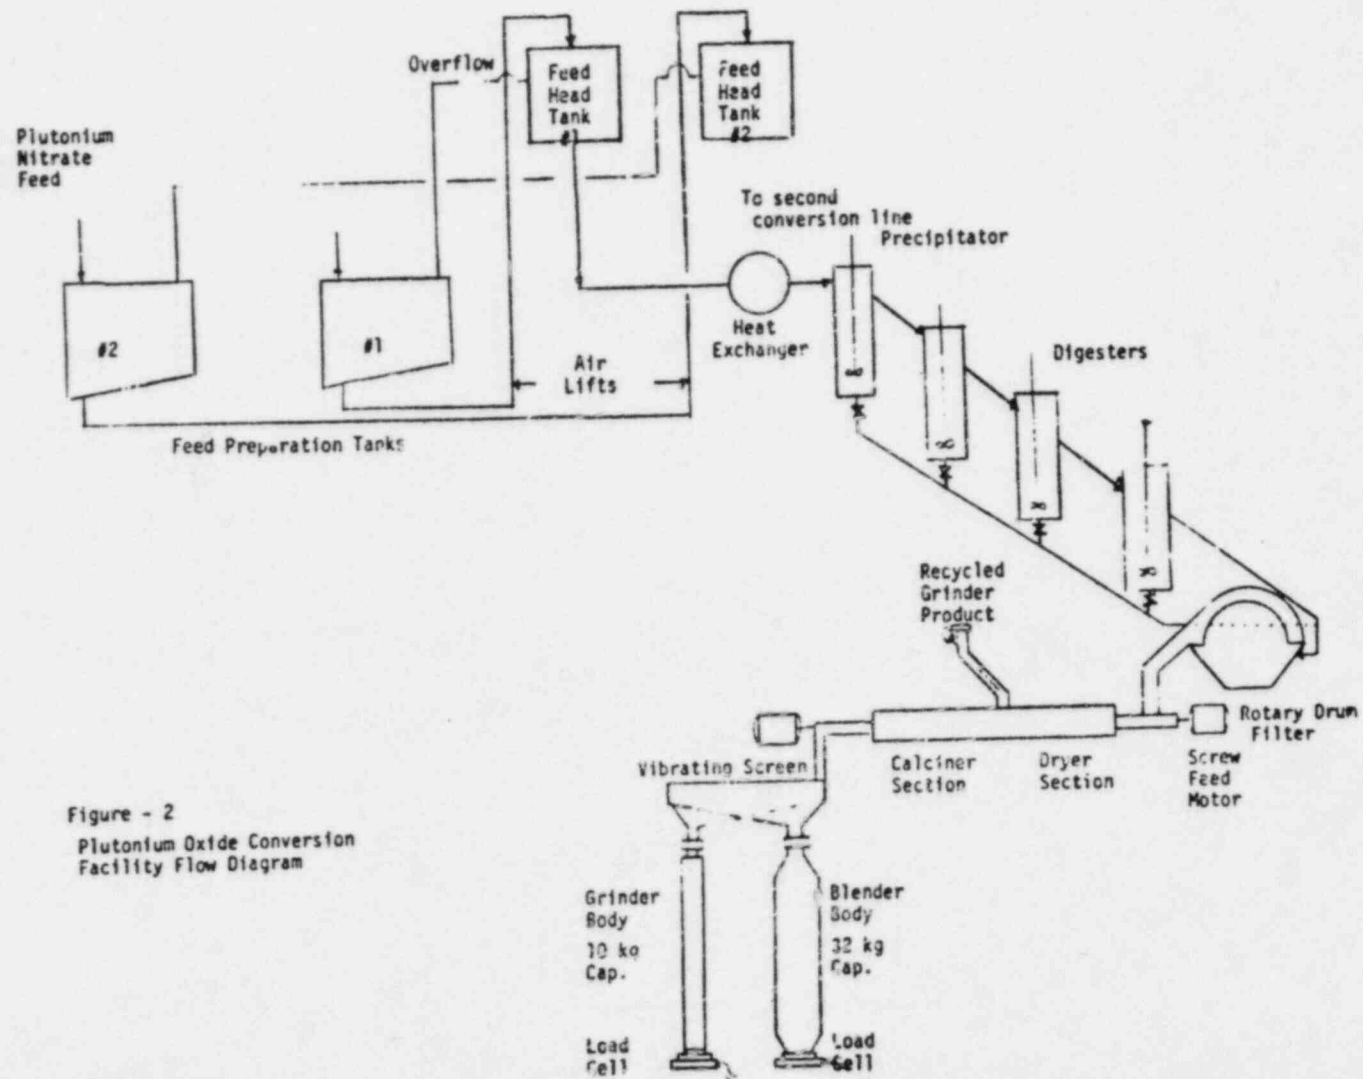 Overflow
Feed
Head
Tank
#1
Feed
Head
Tank
#2
Plutonium
Nitrate
Feed
To second
conversion line
Precipitator
#2
#1
Heat
Exchanger
Digesters
Air
Lifts
Feed Preparation Tanks
Recycled
Grinder
Product
Rotary Drum
Filter
Vibrating Screen
Calciner
Section
Dryer
Section
Screw
Feed
Motor
Figure - 2
Plutonium Oxide Conversion
Facility Flow Diagram
Grinder
Body
10 kg
Cap.
Blender
Body
32 kg
Cap.
Load
Cell
Load
Cell